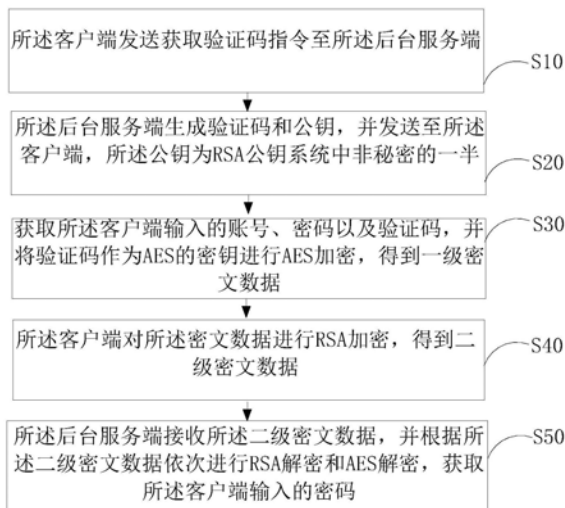 所述客户端发送获取验证码指令至所述后台服务端
S10
所述后台服务端生成验证码和公钥，并发送至所述
客户端，所述公钥为RSA公钥系统中非秘密的一半
S20
获取所述客户端输入的账号、密码以及验证码，并
将验证码作为AES的密钥进行AES加密，得到一级密
文数据
S30
所述客户端对所述密文数据进行RSA加密，得到二
级密文数据
S40
所述后台服务端接收所述二级密文数据，并根据所
述二级密文数据依次进行RSA解密和AES解密，获取
所述客户端输入的密码
S50